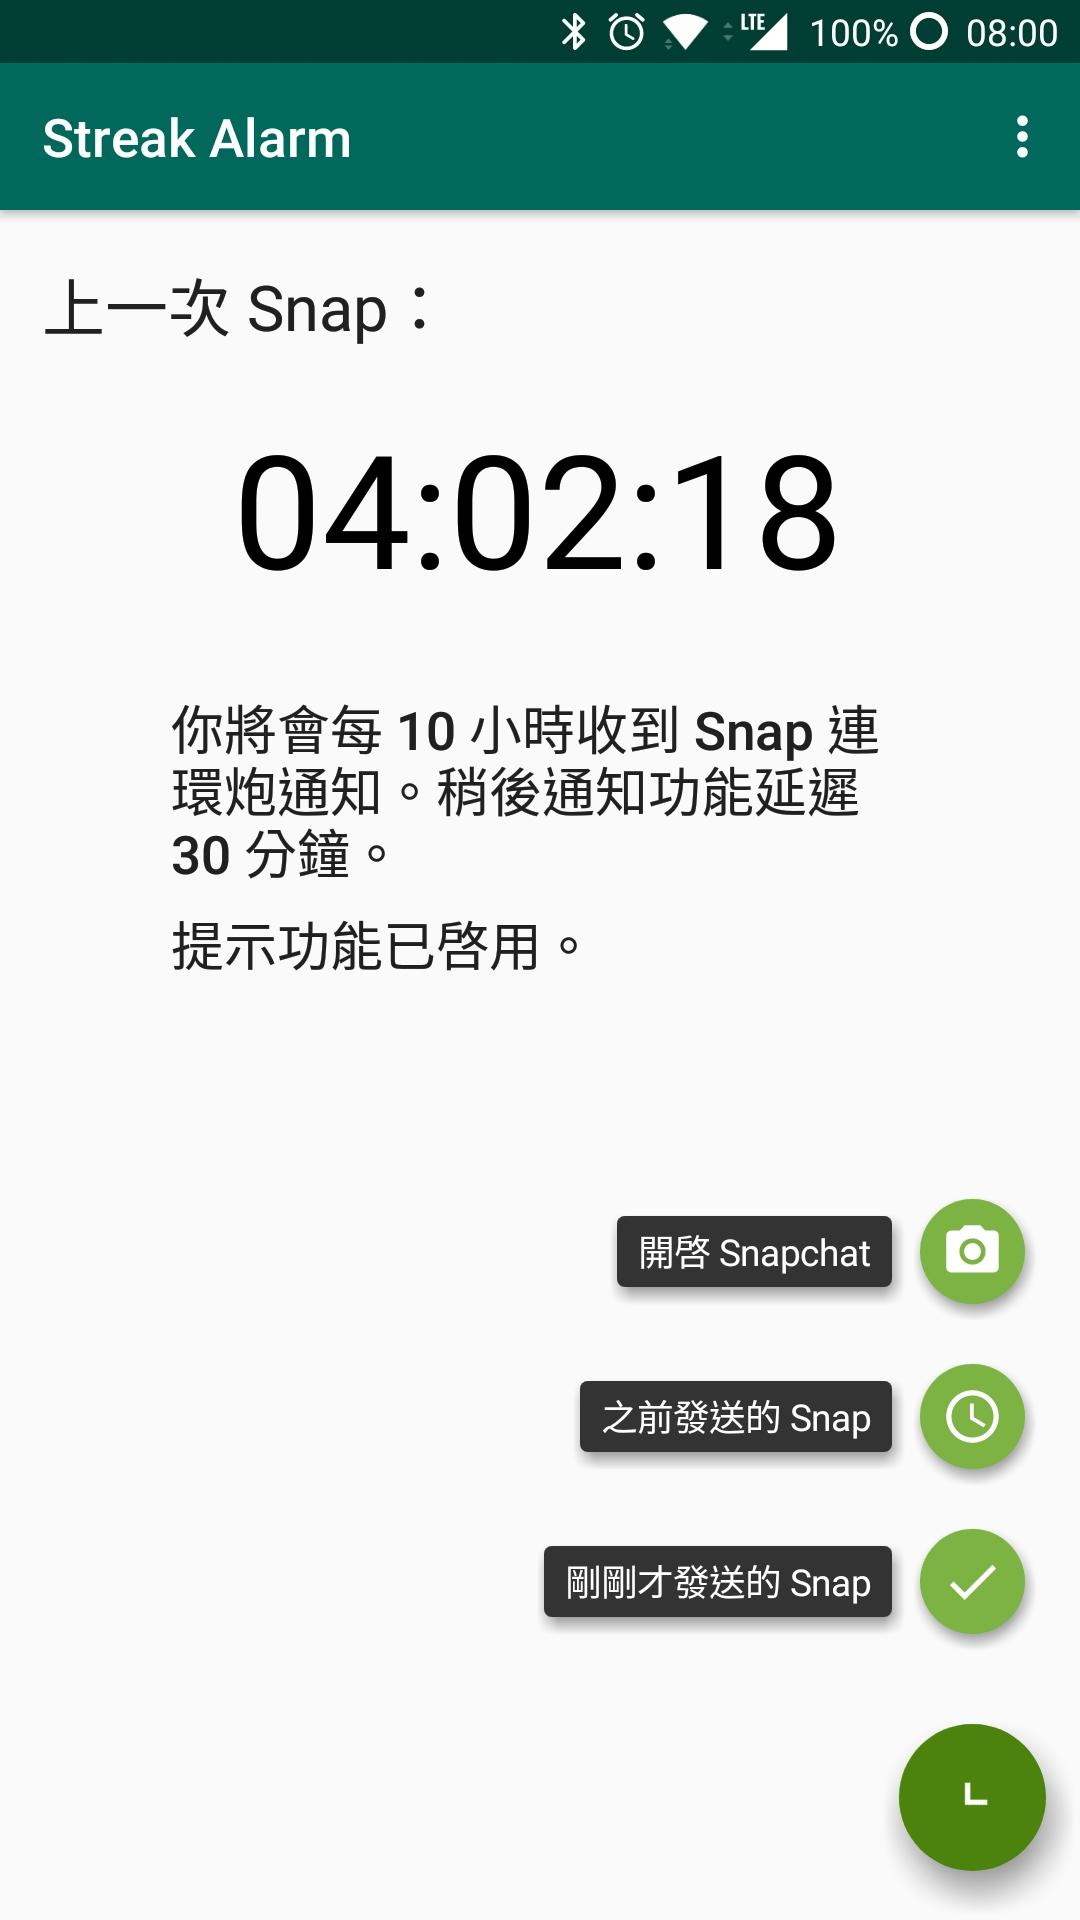 LTE 100% 08:00
Streak Alarm
上一次 Snap：
04:02:18
你將會每 10 小時收到 Snap 連
環炮通知。稍後通知功能延遲
30 分鐘。
提示功能已啓用。
開啓 Snapchat
之前發送的 Snap
剛剛才發送的 Snap